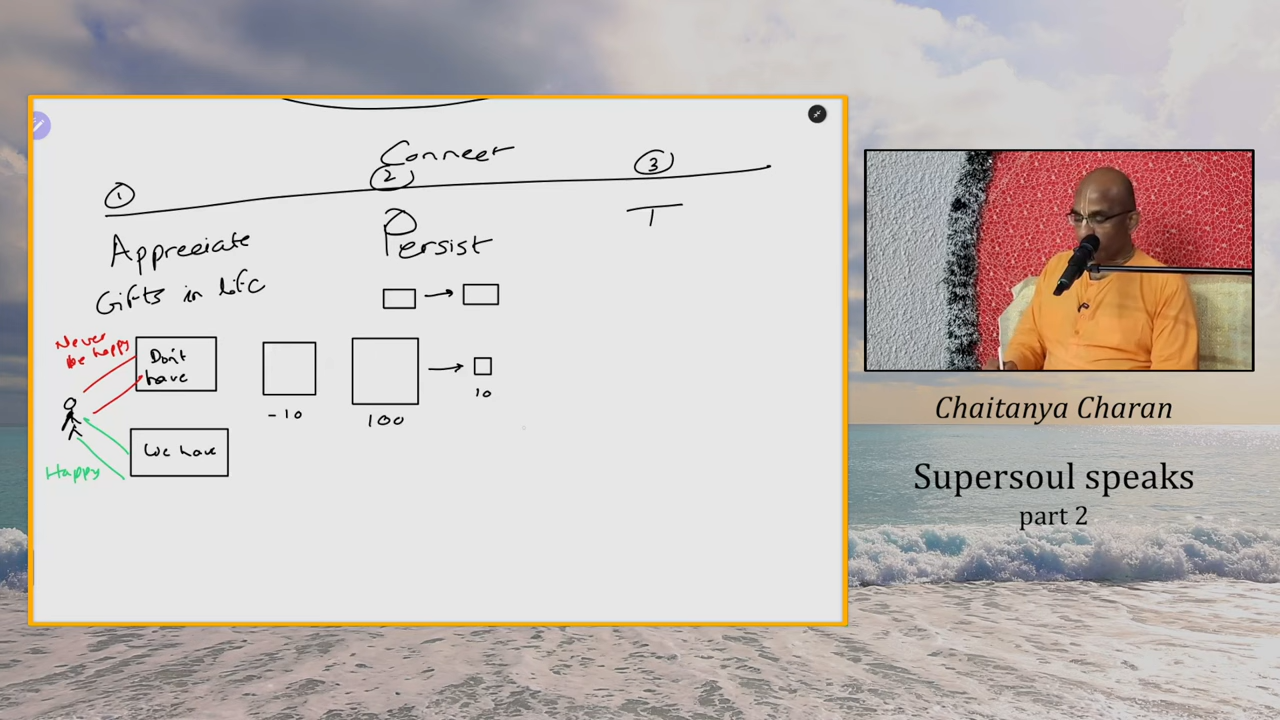 Connect
① ② ③
Appreciate
Gifts in life
Persist
T
Never
be happy
Don't
have
-10
100
10
We have
Happy
Chaitanya Charan
Supersoul speaks
part 2